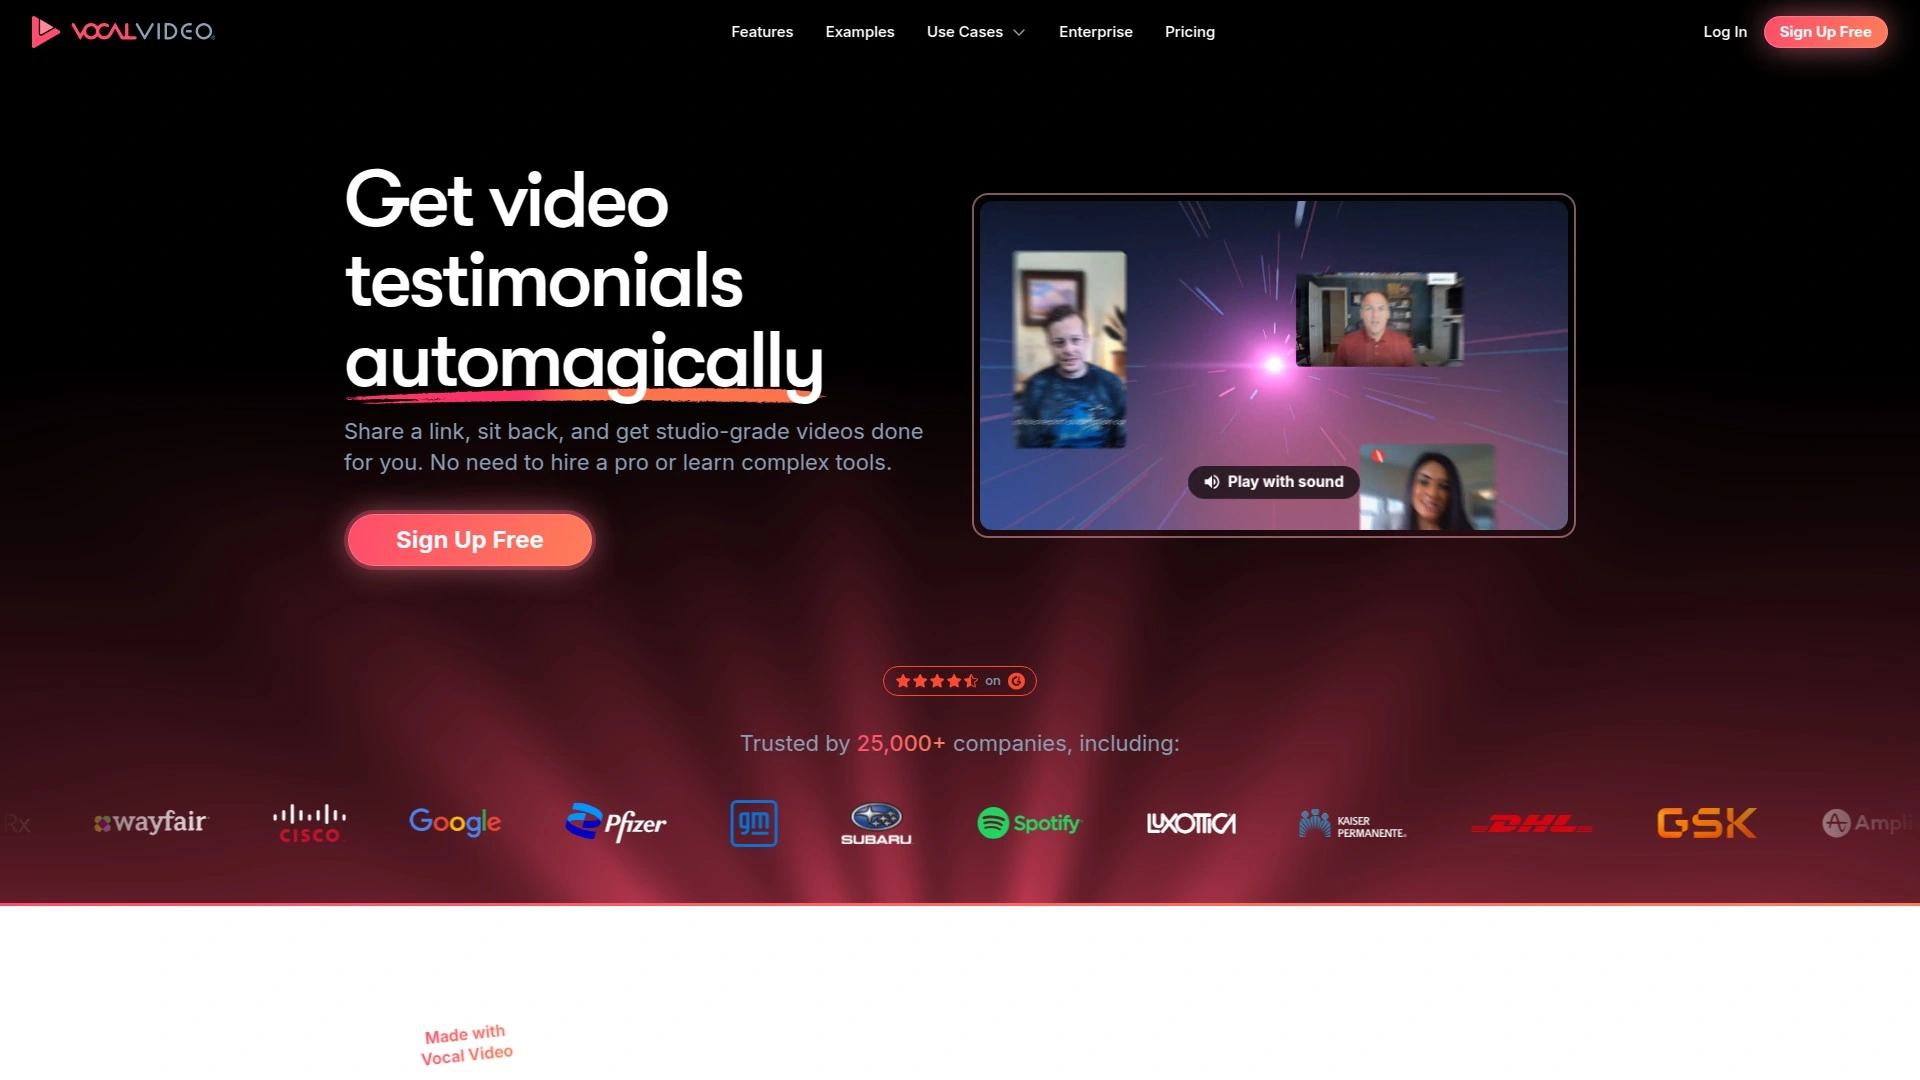 VOCALVIDEO
Features
Examples
Use Cases
Enterprise
Pricing
Log In
Sign Up Free
Get video
testimonials
automagically
Share a link, sit back, and get studio-grade videos done
for you. No need to hire a pro or learn complex tools.
Play with sound
Sign Up Free
on
Trusted by 25,000+ companies, including:
Rx
wayfair
CISCO
Google
Pfizer
gm
SUBARU
Spotify
LUXOTTICA
KAISER
PERMANENTE
DHL
GSK
Ampli
Made with
Vocal Video